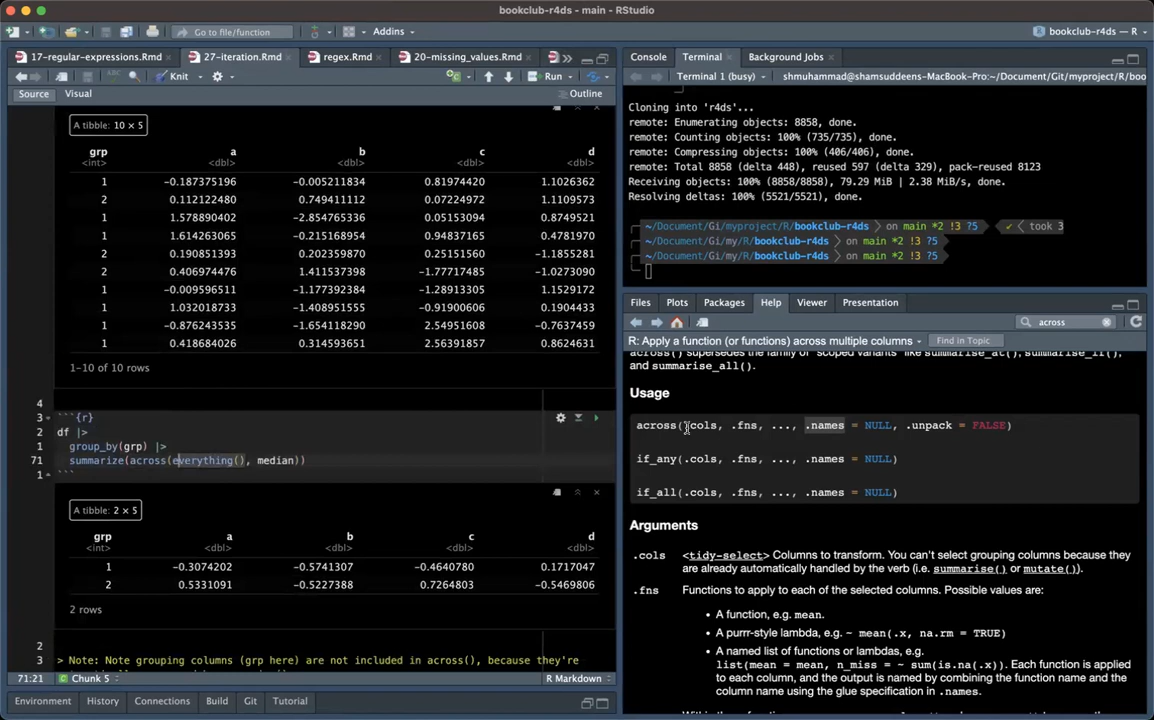 bookclub-r4ds - main - RStudio
Go to file/function
Addins
bookclub-r4ds - R
17-regular-expressions.Rmd
27-iteration.Rmd
regex.Rmd
20-missing_values.Rmd
Knit
Run
Source
Visual
Outline
A tibble: 10 × 5
grp a b c d
<int> <dbl> <dbl> <dbl> <dbl>
1 -0.187375196 -0.005211834 0.81974420 1.1026362
2 0.112122480 0.749411112 0.07224972 1.1109573
1 1.578890402 -2.854765336 0.05153094 0.8749521
1 1.614263065 -0.215168954 0.94837165 0.4781970
2 0.190851393 0.202359870 0.25151560 -1.1855281
2 0.406974476 1.411537398 -1.77717485 -1.0273090
1 -0.009596511 -1.177392384 -1.28913305 1.1529172
1 1.032018733 -1.408951555 -0.91900606 0.1904433
1 -0.876243535 -1.654118290 2.54951608 -0.7637459
1 0.418684026 0.314593651 2.56391857 0.8624631
1-10 of 10 rows
4
3 ```{r}
2 df |>
1 group_by(grp) |>
71 summarize(across(everything(), median))
1 ```
A tibble: 2 × 5
grp a b c d
<int> <dbl> <dbl> <dbl> <dbl>
1 -0.3074202 -0.5741307 -0.4640780 0.1717047
2 0.5331091 -0.5227388 0.7264803 -0.5469806
2 rows
2
3 > Note: Note grouping columns (grp here) are not included in across(), because they're
71:21
Chunk 5
R Markdown
Environment
History
Connections
Build
Git
Tutorial
Console
Terminal
Background Jobs
Terminal 1 (busy)
shmuhammad@shamsuddeens-MacBook-Pro:~/Document/Git/myproject/R/boo
Cloning into 'r4ds'...
remote: Enumerating objects: 8858, done.
remote: Counting objects: 100% (735/735), done.
remote: Compressing objects: 100% (406/406), done.
remote: Total 8858 (delta 448), reused 597 (delta 329), pack-reused 8123
Receiving objects: 100% (8858/8858), 79.29 MiB | 2.38 MiB/s, done.
Resolving deltas: 100% (5521/5521), done.
~/Document/Gi/myproject/R/bookclub-r4ds on main *2 !3 ?5 ✔ took 3
~/Document/Gi/my/R/bookclub-r4ds on main *2 !3 ?5
~/Document/Gi/my/R/bookclub-r4ds on main *2 !3 ?5
Files
Plots
Packages
Help
Viewer
Presentation
across
R: Apply a function (or functions) across multiple columns
Find in Topic
across() supersedes the family of "scoped variants" like summarise_at(), summarise_if(),
and summarise_all().
Usage
across(.cols, .fns, ..., .names = NULL, .unpack = FALSE)
if_any(.cols, .fns, ..., .names = NULL)
if_all(.cols, .fns, ..., .names = NULL)
Arguments
.cols <tidy-select> Columns to transform. You can't select grouping columns because they
are already automatically handled by the verb (i.e. summarise() or mutate()).
.fns Functions to apply to each of the selected columns. Possible values are:
• A function, e.g. mean.
• A purrr-style lambda, e.g. ~ mean(.x, na.rm = TRUE)
• A named list of functions or lambdas, e.g.
list(mean = mean, n_miss = ~ sum(is.na(.x)). Each function is applied
to each column, and the output is named by combining the function name and the
column name using the glue specification in .names.